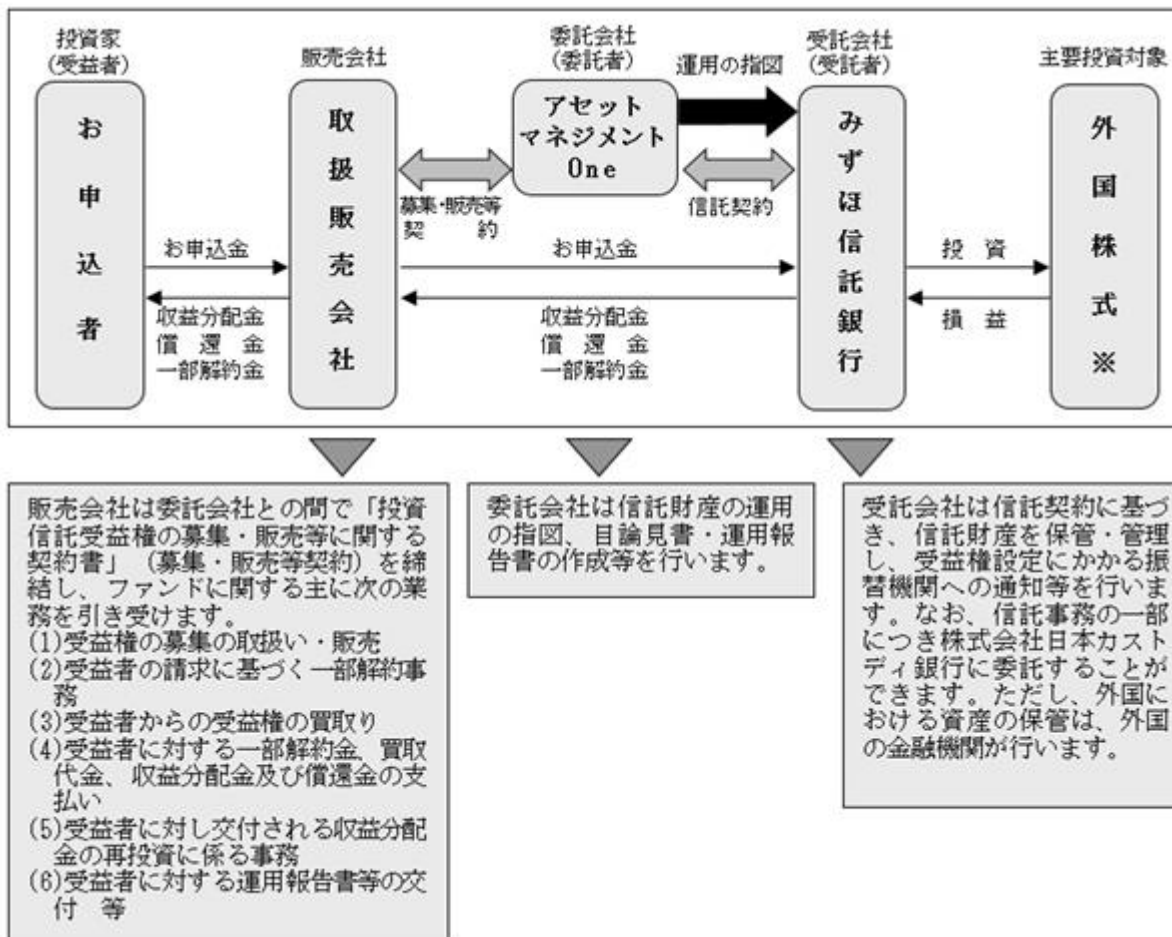 投資家
(受益者)
お申込者
販売会社
取扱販売会社
委託会社
(委託者)
アセット
マネジメント
One
運用の指図
受託会社
(受託者)
みずほ信託銀行
主要投資対象
外国株式※
募集・販売等
契　約
信託契約
お申込金
収益分配金
償　還　金
一部解約金
お申込金
収益分配金
償　還　金
一部解約金
投　資
損　益
販売会社は委託会社との間で「投資
信託受益権の募集・販売等に関する
契約書」（募集・販売等契約）を締
結し、ファンドに関する主に次の業
務を引き受けます。
(1)受益権の募集の取扱い・販売
(2)受益者の請求に基づく一部解約事
務
(3)受益者からの受益権の買取り
(4)受益者に対する一部解約金、買取
代金、収益分配金及び償還金の支
払い
(5)受益者に対し交付される収益分配
金の再投資に係る事務
(6)受益者に対する運用報告書等の交
付　等
委託会社は信託財産の運用
の指図、目論見書・運用報
告書の作成等を行います。
受託会社は信託契約に基づ
き、信託財産を保管・管理
し、受益権設定にかかる振
替機関への通知等を行いま
す。なお、信託事務の一部
につき株式会社日本カスト
ディ銀行に委託することが
できます。ただし、外国に
おける資産の保管は、外国
の金融機関が行います。